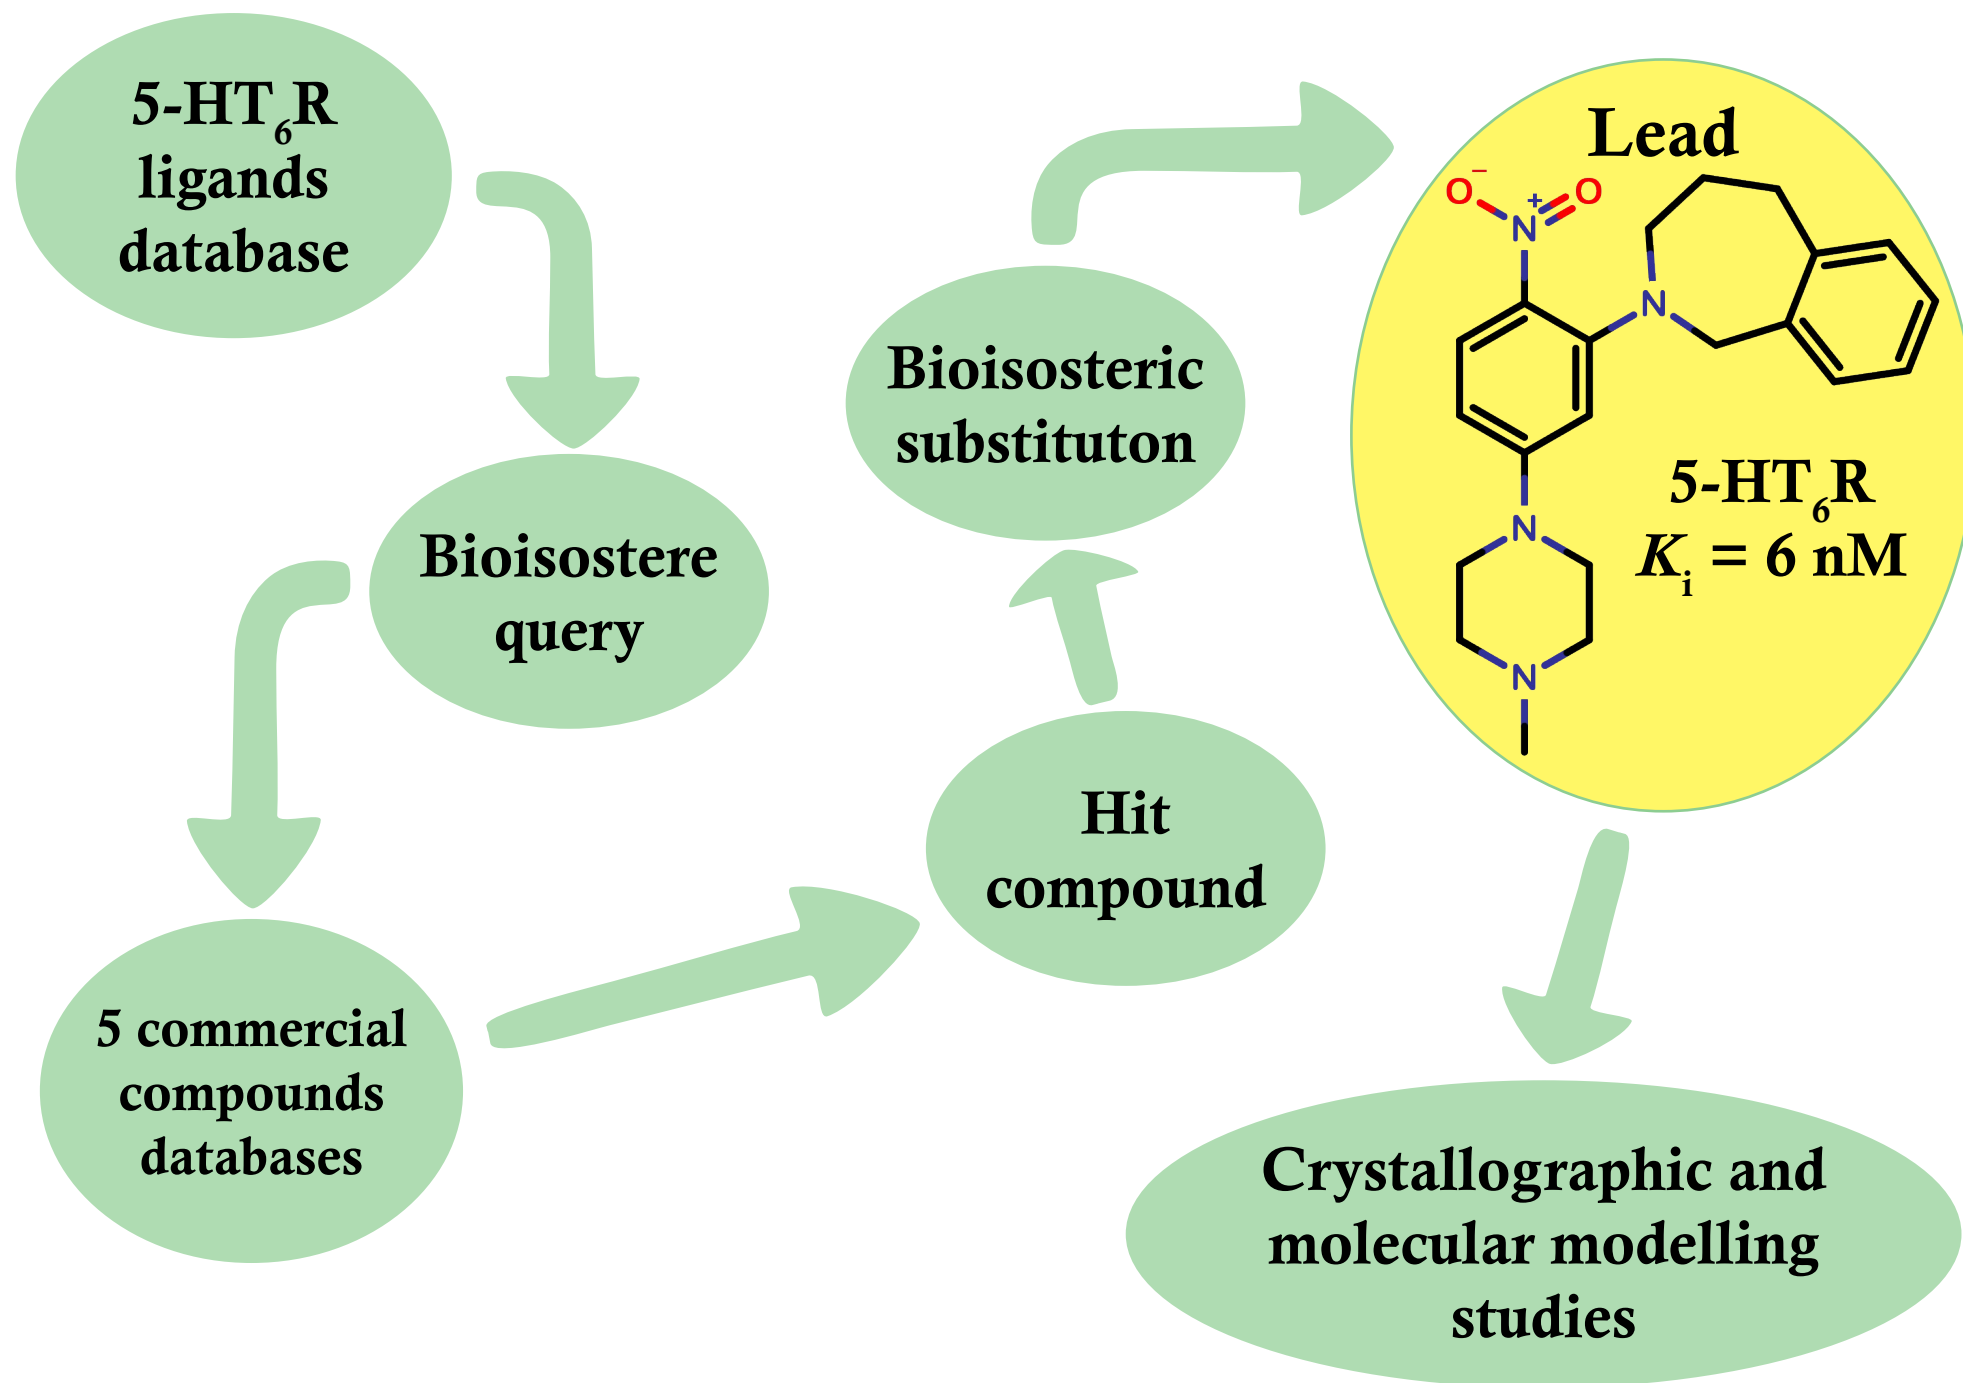 5-HT6R
ligands
database
Bioisostere
query
5 commercial
compounds
databases
Hit
compound
Bioisosteric
substituton
Lead
O− N+ O
N
N
N
5-HT6R
Ki = 6 nM
Crystallographic and
molecular modelling
studies